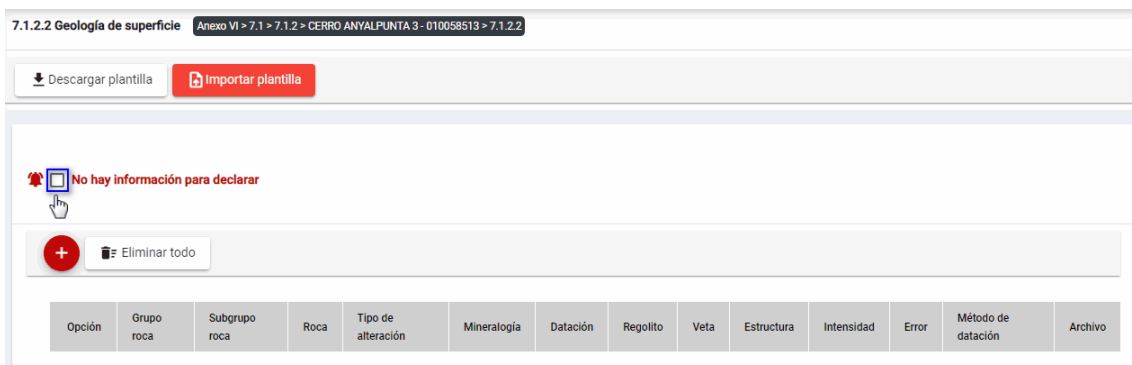 7.1.2.2 Geología de superficie Anexo VI > 7.1 > 7.1.2 > CERRO ANYALPUNTA 3 - 010058513 > 7.1.2.2
Descargar plantilla Importar plantilla
No hay información para declarar
+ Eliminar todo
Opción Grupo roca Subgrupo roca Roca Tipo de alteración Mineralogía Datación Regolito Veta Estructura Intensidad Error Método de datación Archivo